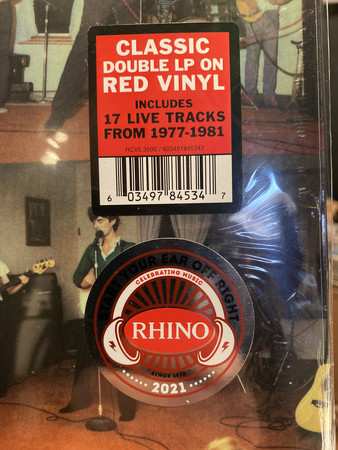 CLASSIC
DOUBLE LP ON
RED VINYL
INCLUDES
17 LIVE TRACKS
FROM 1977-1981
6 03497 84534 7
START YOUR EAR OFF RIGHT
CELEBRATING MUSIC
RHINO
SINCE 1978
2021